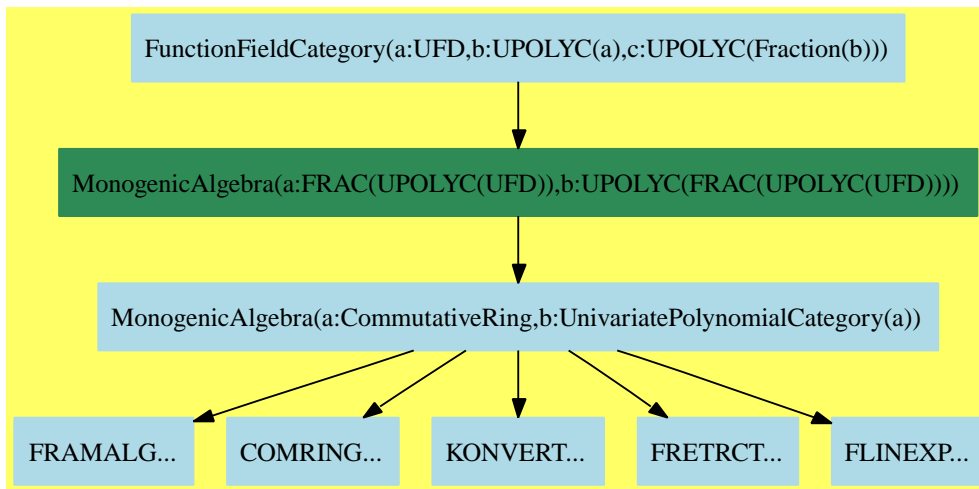 FunctionFieldCategory(a:UFD,b:UPOLYC(a),c:UPOLYC(Fraction(b)))
MonogenicAlgebra(a:FRAC(UPOLYC(UFD)),b:UPOLYC(FRAC(UPOLYC(UFD))))
MonogenicAlgebra(a:CommutativeRing,b:UnivariatePolynomialCategory(a))
FRAMALG...
COMRING...
KONVERT...
FRETRCT...
FLINEXP...